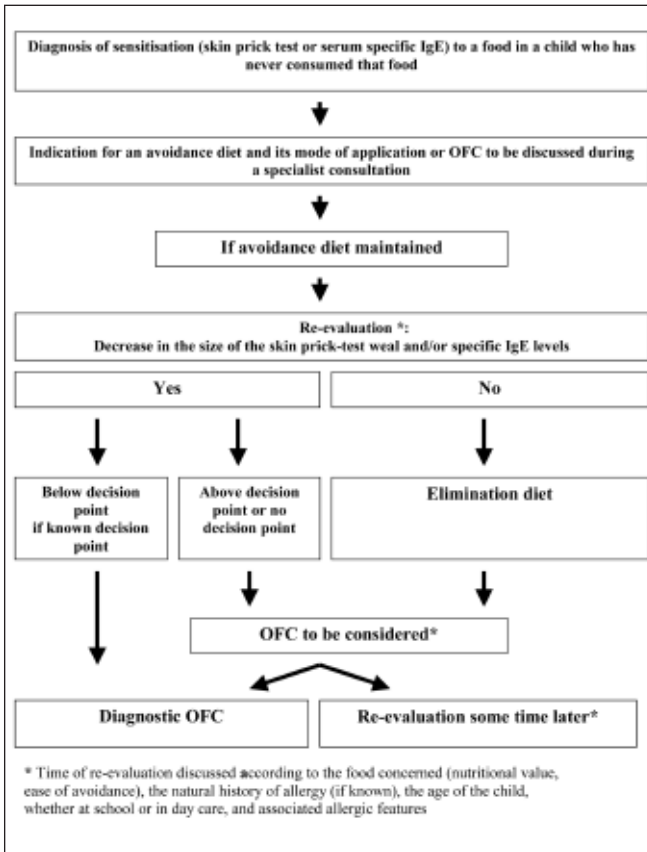 Diagnosis of sensitisation (skin prick test or serum specific IgE) to a food in a child who has
never consumed that food
Indication for an avoidance diet and its mode of application or OFC to be discussed during
a specialist consultation
If avoidance diet maintained
Re-evaluation *:
Decrease in the size of the skin prick-test weal and/or specific IgE levels
Yes
No
Below decision
point
if known decision
point
Above decision
point or no
decision point
Elimination diet
OFC to be considered*
Diagnostic OFC
Re-evaluation some time later*
* Time of re-evaluation discussed according to the food concerned (nutritional value,
ease of avoidance), the natural history of allergy (if known), the age of the child,
whether at school or in day care, and associated allergic features